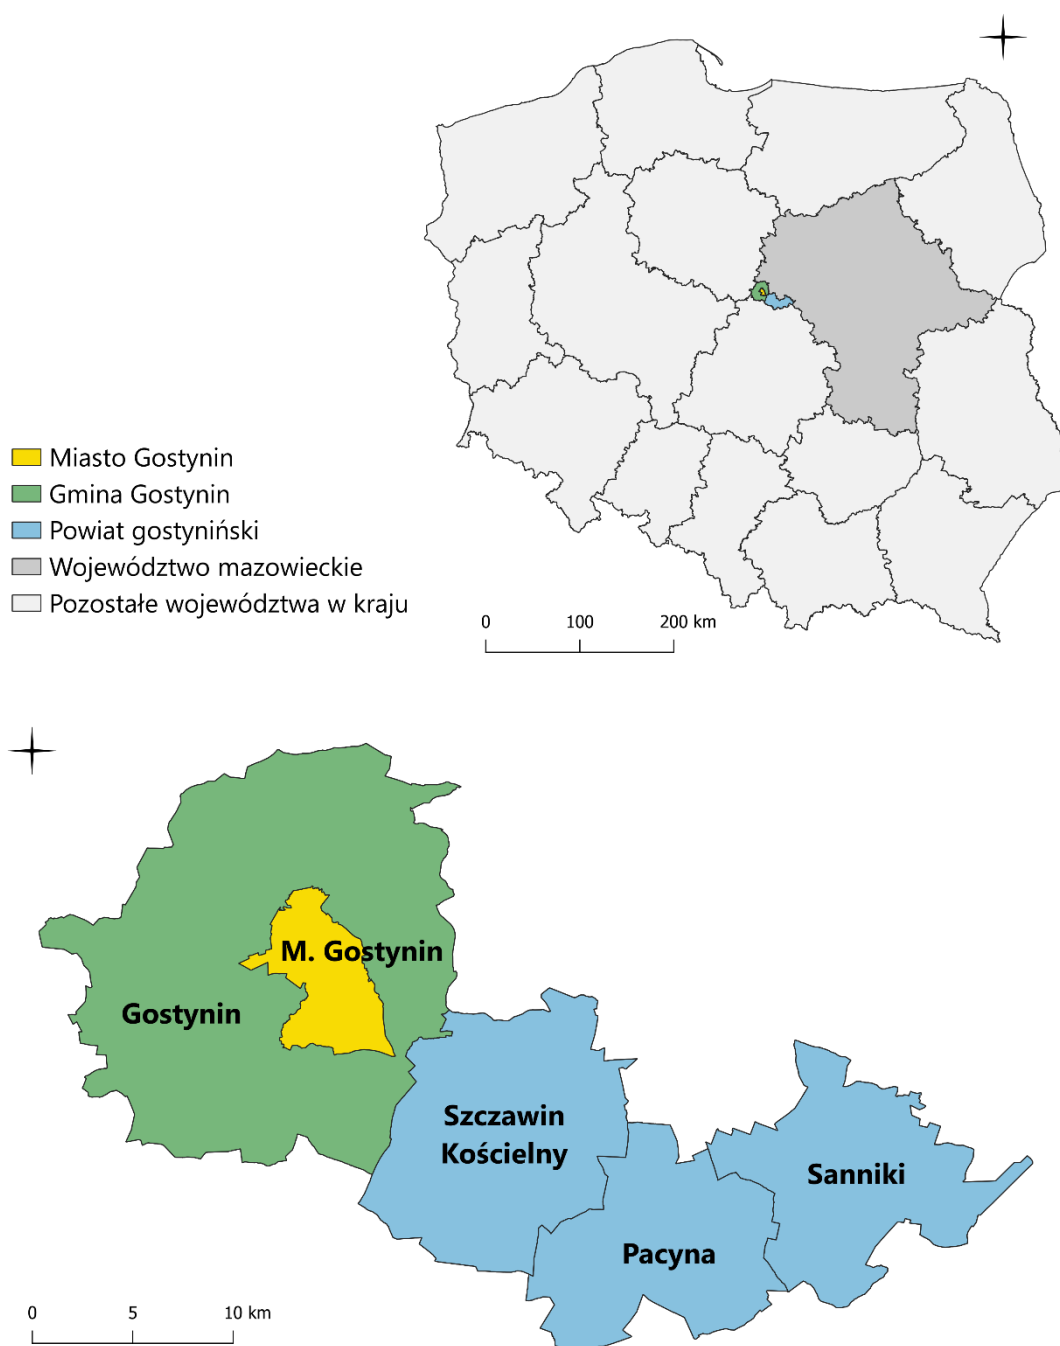 Miasto Gostynin
Gmina Gostynin
Powiat gostyniński
Województwo mazowieckie
Pozostałe województwa w kraju
0 100 200 km
M. Gostynin
Gostynin
Szczawin
Kościelny
Sanniki
Pacyna
0 5 10 km